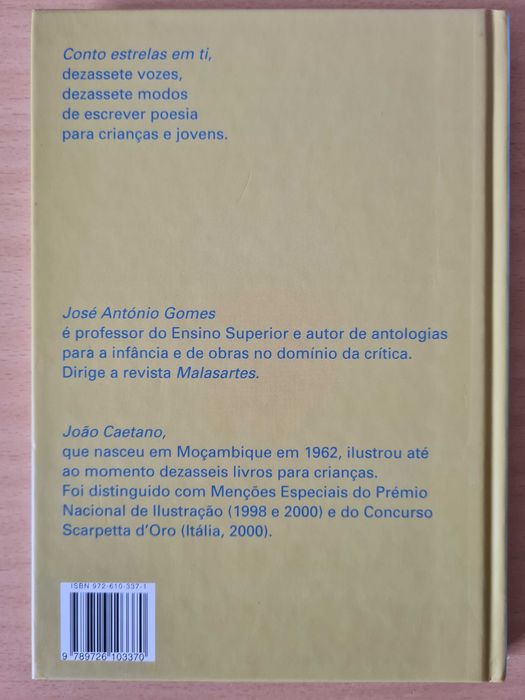 Conto estrelas em ti,
dezassete vozes,
dezassete modos
de escrever poesia
para crianças e jovens.
José António Gomes
é professor do Ensino Superior e autor de antologias
para a infância e de obras no domínio da crítica.
Dirige a revista Malasartes.
João Caetano,
que nasceu em Moçambique em 1962, ilustrou até
ao momento dezasseis livros para crianças.
Foi distinguido com Menções Especiais do Prémio
Nacional de Ilustração (1998 e 2000) e do Concurso
Scarpetta d'Oro (Itália, 2000).
ISBN 972-610-337-1
9 789726 103370